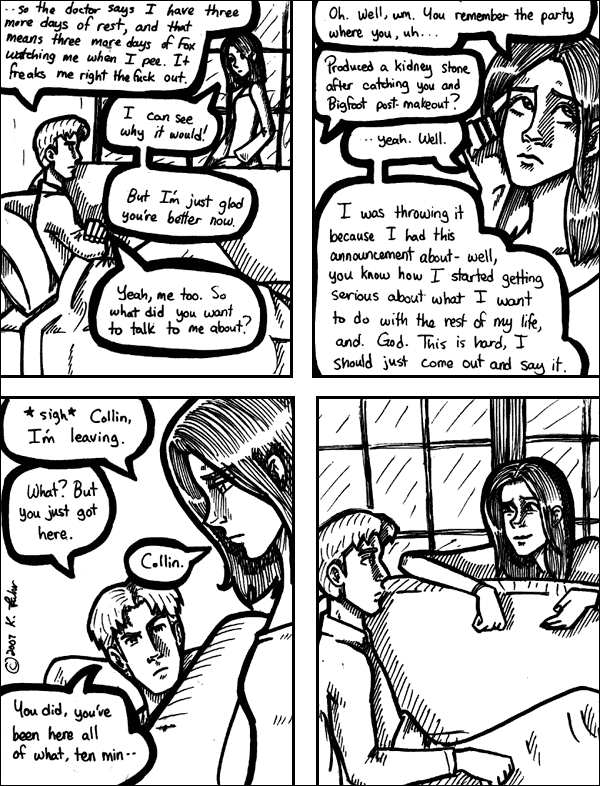 ..so the doctor says I have three
more days of rest, and that
means three more days of Fox
watching me when I pee. It
freaks me right the fuck out.
I can see
why it would!
But I'm just glad
you're better now.
Yeah, me too. So
what did you want
to talk to me about?
Oh. Well, um. You remember the party
where you, uh...
Produced a kidney stone
after catching you and
Bigfoot post-makeout?
..yeah. Well.
I was throwing it
because I had this
announcement about- well,
you know how I started getting
serious about what I want
to do with the rest of my life,
and. God. This is hard, I
should just come out and say it.
*sigh* Collin,
I'm leaving.
What? But
you just got
here.
Collin.
You did, you've
been here all
of what, ten min--
©2007 K.